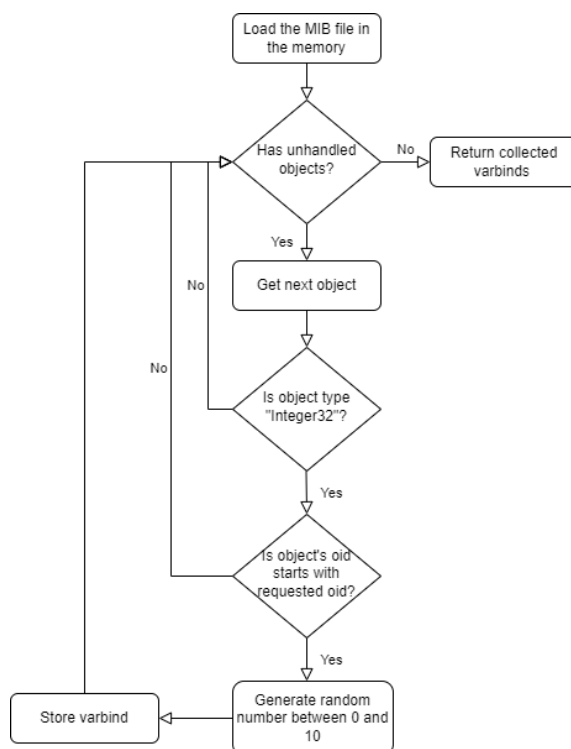 Load the MIB file in
the memory
Has unhandled
objects?
No
Return collected
varbinds
Yes
Get next object
No
No
Is object type
"Integer32"?
Yes
Is object's oid
starts with
requested oid?
Yes
Generate random
number between 0 and
10
Store varbind